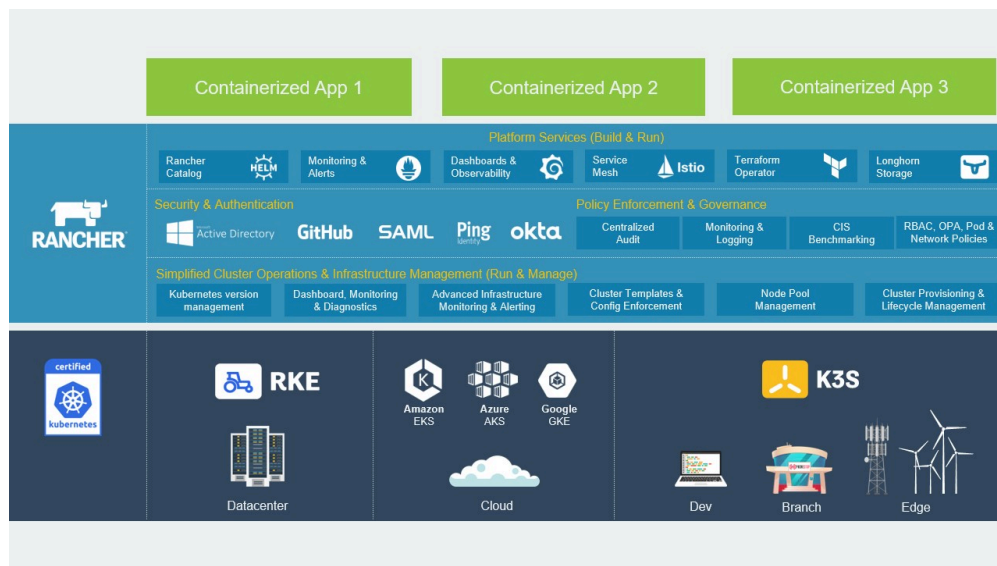 Containerized App 1
Containerized App 2
Containerized App 3
RANCHER
Platform Services (Build & Run)
Rancher
Catalog
HELM
Monitoring &
Alerts
Dashboards &
Observability
Service
Mesh
Istio
Terraform
Operator
Longhorn
Storage
Security & Authentication
Active Directory
GitHub
SAML
Ping
Identity
okta
Policy Enforcement & Governance
Centralized
Audit
Monitoring &
Logging
CIS
Benchmarking
RBAC, OPA, Pod &
Network Policies
Simplified Cluster Operations & Infrastructure Management (Run & Manage)
Kubernetes version
management
Dashboard, Monitoring
& Diagnostics
Advanced Infrastructure
Monitoring & Alerting
Cluster Templates &
Config Enforcement
Node Pool
Management
Cluster Provisioning &
Lifecycle Management
certified
kubernetes
RKE
Datacenter
K
Amazon
EKS
Azure
AKS
Google
GKE
Cloud
K3S
Dev
Branch
Edge